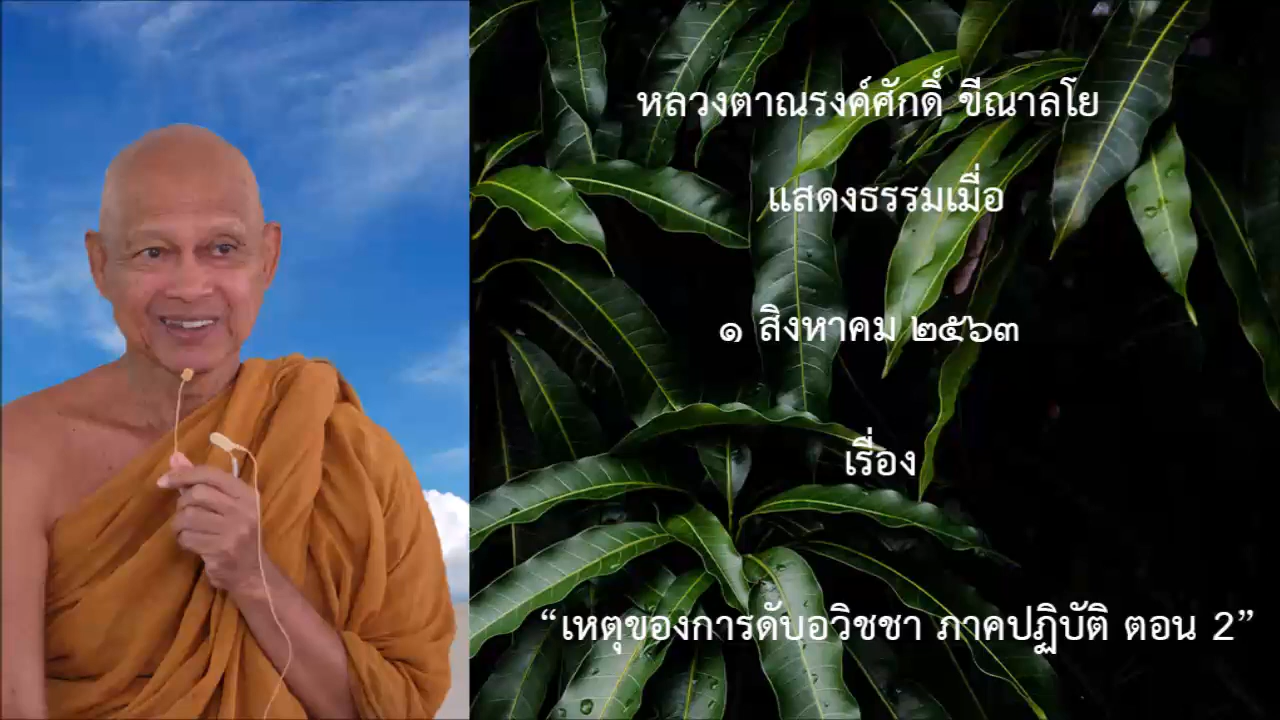 หลวงตาณรงค์ศักดิ์ ขีณาลโย
แสดงธรรมเมื่อ
๑ สิงหาคม ๒๕๖๓
เรื่อง
“เหตุของการดับอวิชชา ภาคปฏิบัติ ตอน 2”